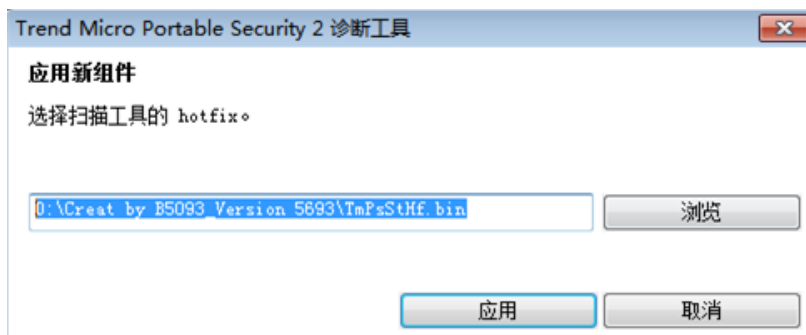 Trend Micro Portable Security 2 诊断工具
应用新组件
选择扫描工具的 hotfix。
O:\Creat by B5093_Version 5693\TmPsStHf.bin
浏览
应用
取消